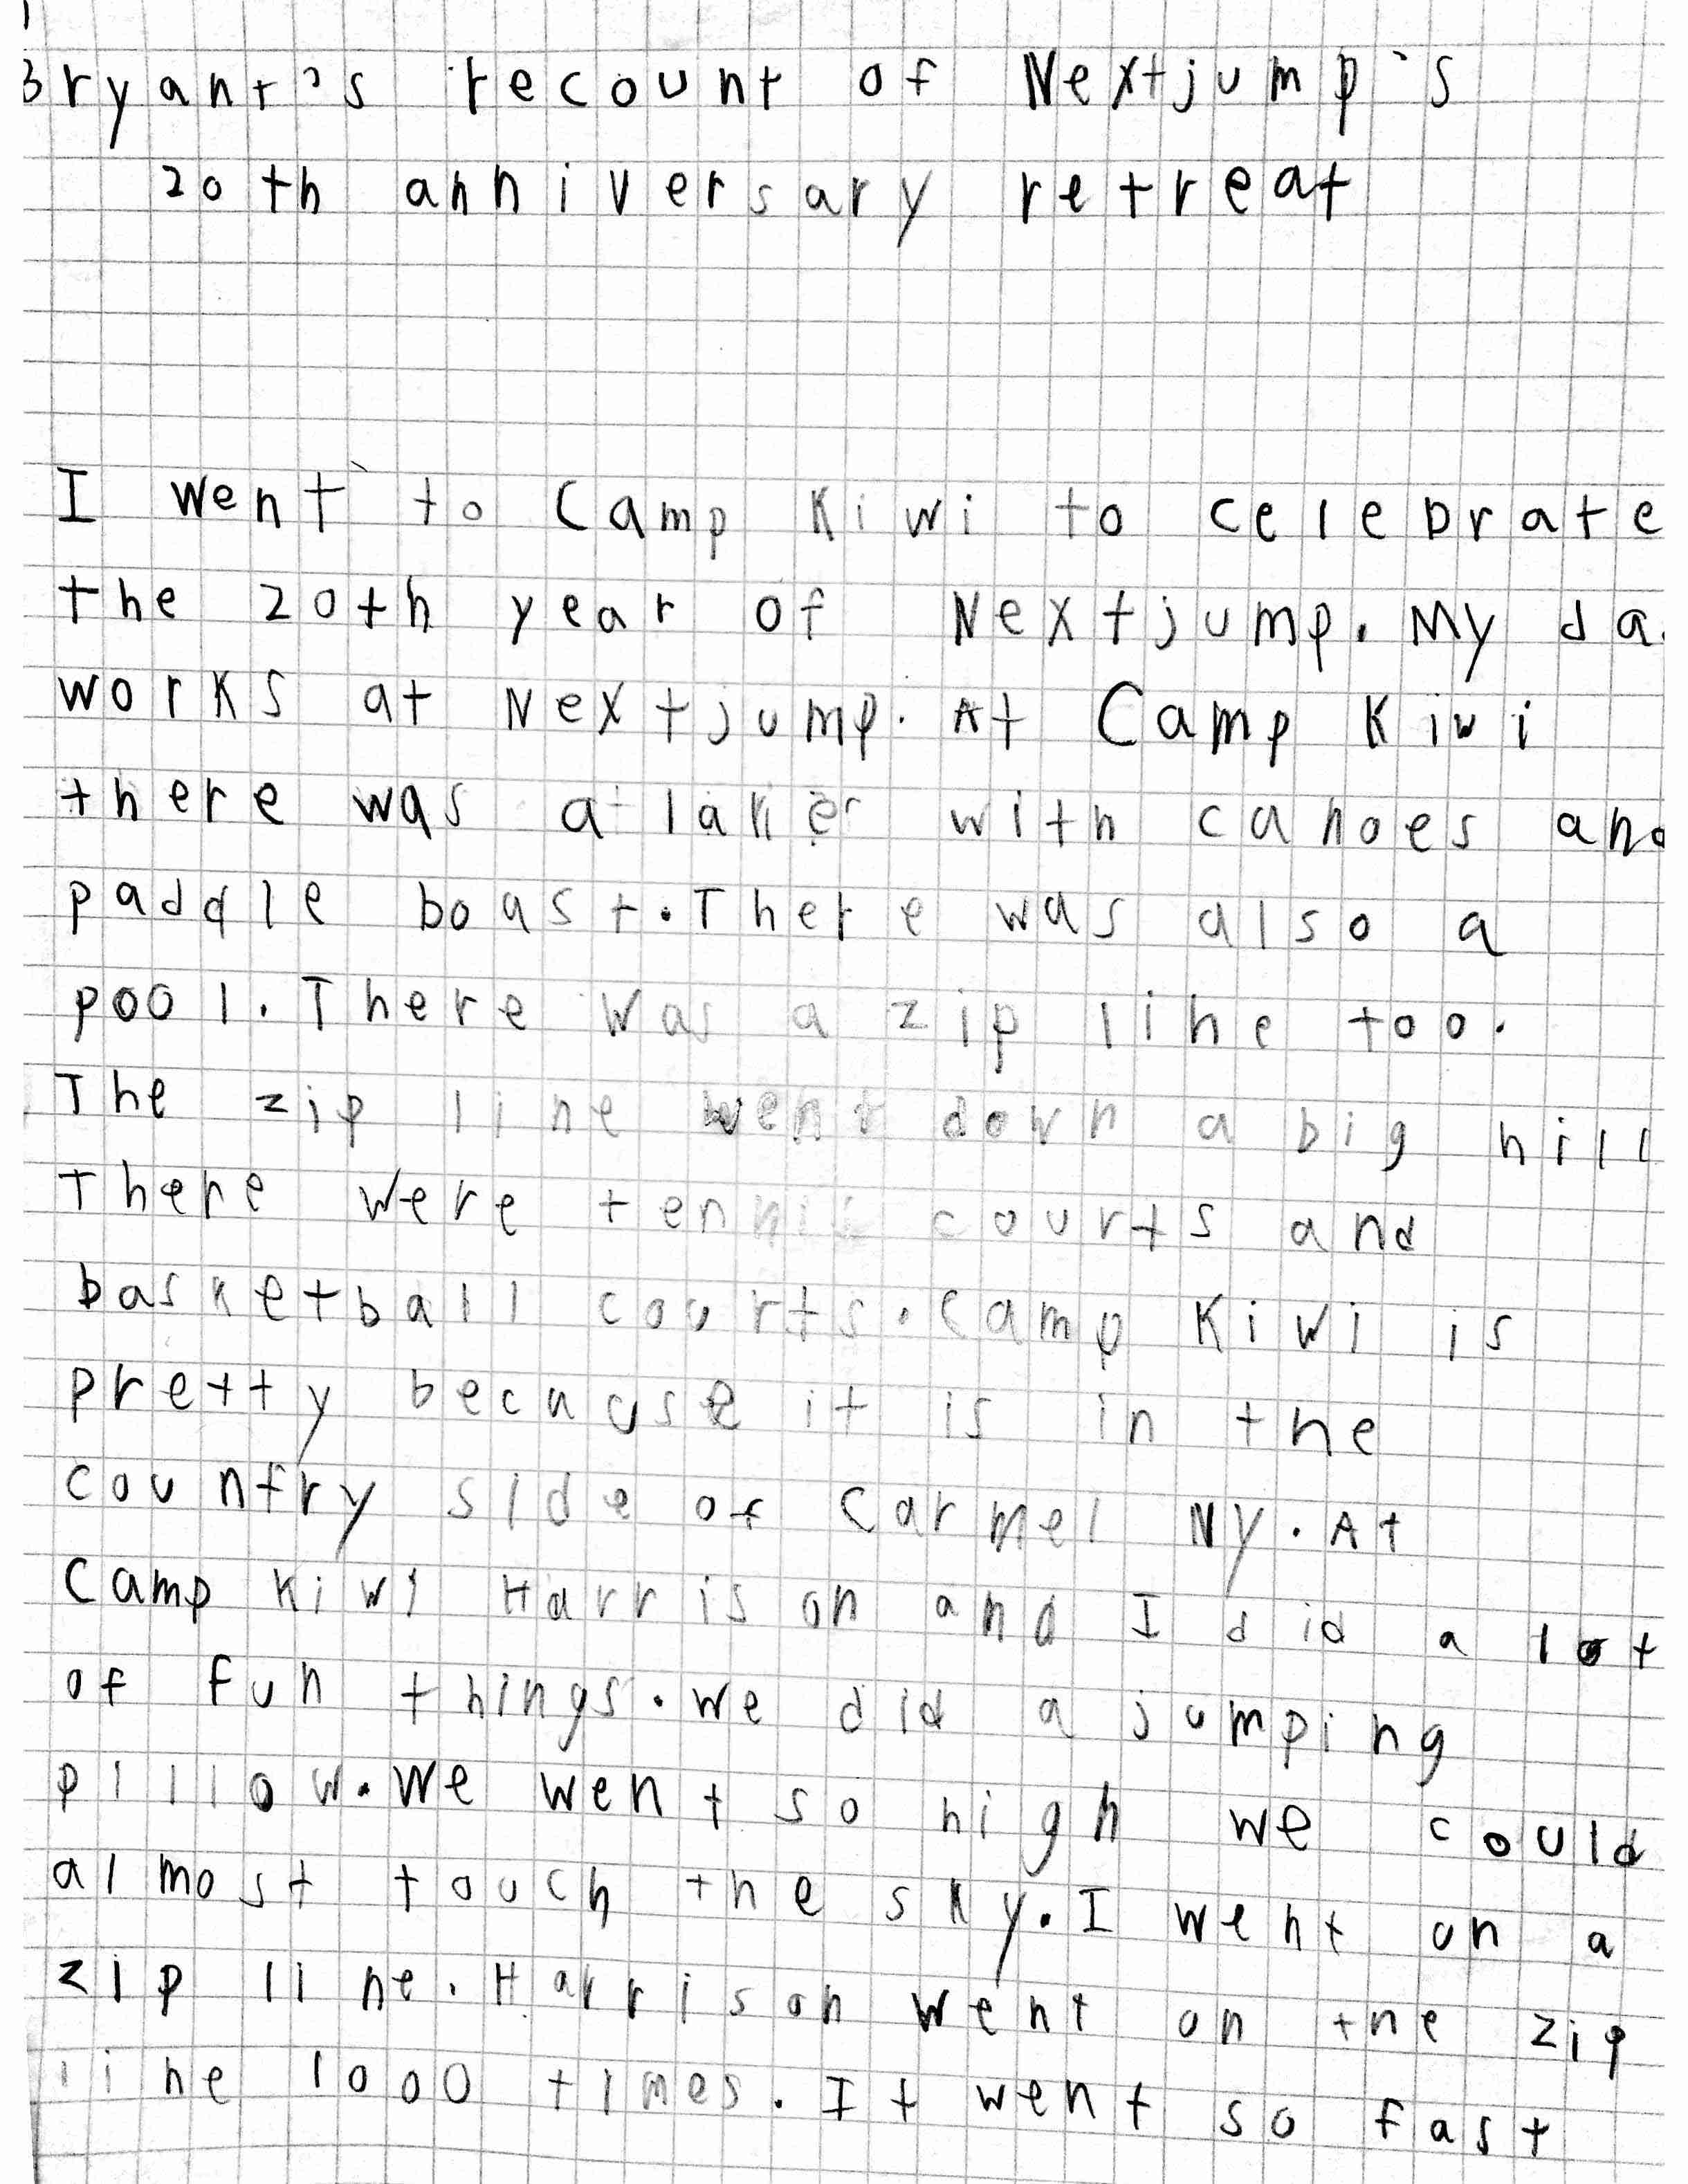 Bryant's recount of Nextjump's
20th anniversary retreat
I went to Camp Kiwi to celebrate
the 20th year of Nextjump. My da
works at Nextjump. At Camp Kiwi
there was a lake with canoes and
paddle boast. There was also a
pool. There was a zip line too.
The zip line went down a big hill
There were tennis courts and
basketball courts. Camp Kiwi is
pretty because it is in the
country side of Carmel NY. At
Camp Kiwi Harrison and I did a lot
of fun things. We did a jumping
pillow. We went so high we could
almost touch the sky. I went on a
zip line. Harrison went on the zip
line 1000 times. It went so fast